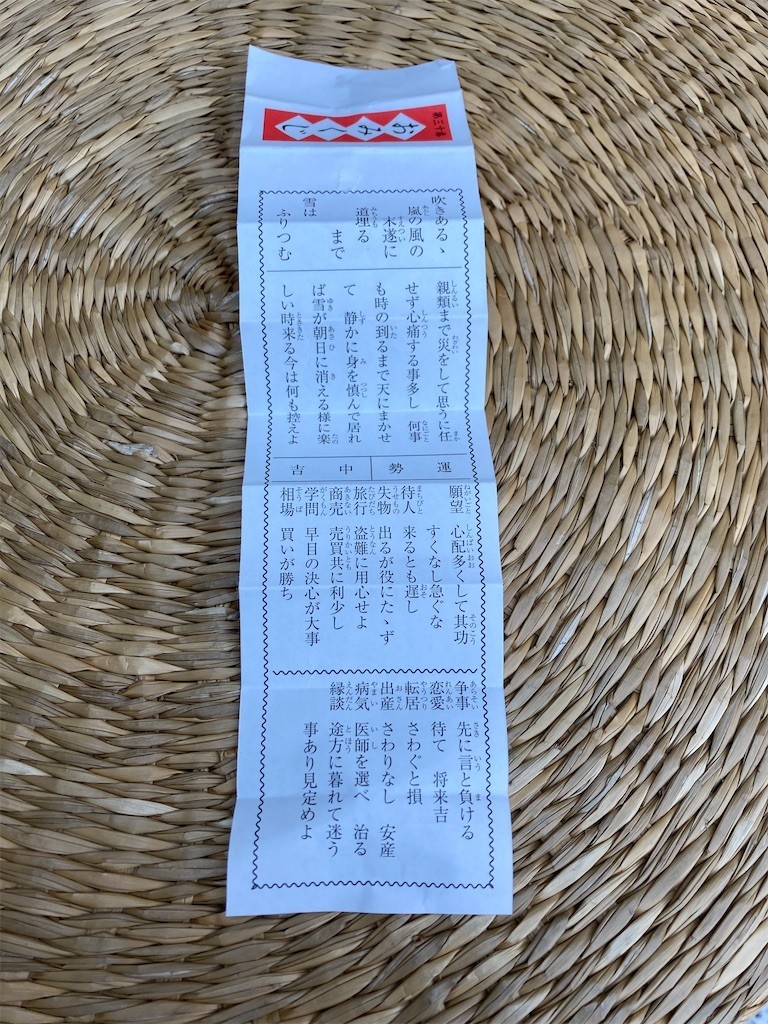 第三十番
おみくじ
吹きある丶
嵐の風の
末遂に
道埋る
まで
雪は
ふりつむ
親類まで災をして思うに任
せず心痛する事多し　何事
も時の到るまで天にまかせ
て　静かに身を慎んで居れ
ば雪が朝日に消える様に楽
しい時来る今は何も控えよ
運勢
中吉
願望　心配多くして其功
すくなし急ぐな
待人　来るとも遅し
失物　出るが役にた丶ず
旅行　盗難に用心せよ
商売　売買共に利少し
学問　早目の決心が大事
相場　買いが勝ち
争事　先に言と負ける
恋愛　待て　将来吉
転居　さわぐと損
出産　さわりなし　安産
病気　医師を選べ　治る
縁談　途方に暮れて迷う
事あり見定めよ